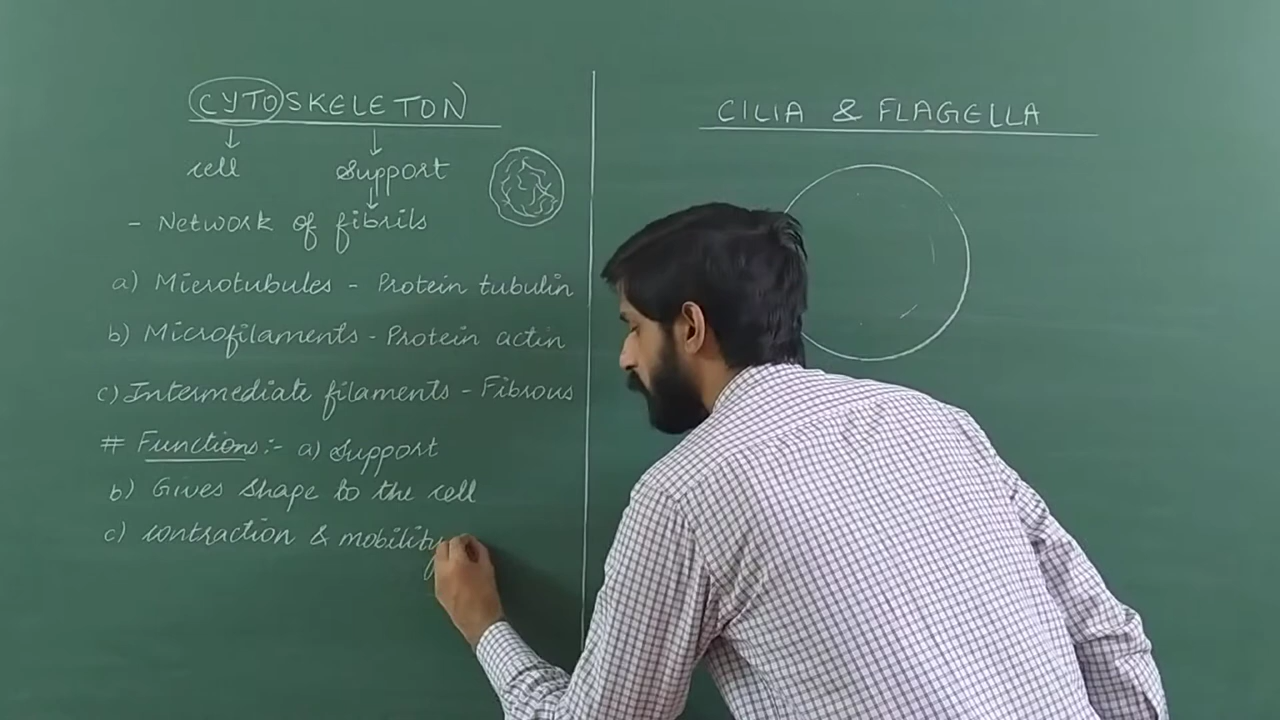 CYTOSKELETON
cell Support
- Network of fibrils
a) Microtubules - Protein tubulin
b) Microfilaments - Protein actin
c) Intermediate filaments - Fibrous
# Functions:- a) Support
b) Gives shape to the cell
c) contraction & mobility
CILIA & FLAGELLA